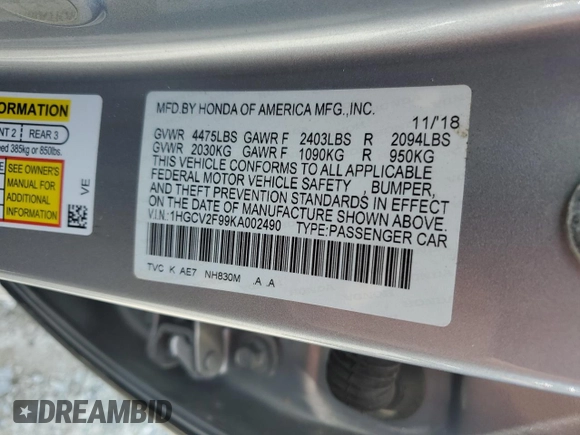 ORMATION
NT 2 REAR 3
eed 385kg or 850lbs.
SEE OWNER'S
MANUAL FOR
ADDITIONAL
INFORMATION
VE
MFD.BY HONDA OF AMERICA MFG.,INC. 11/18
GVWR 4475LBS GAWR F 2403LBS R 2094LBS
GVWR 2030KG GAWR F 1090KG R 950KG
THIS VEHICLE CONFORMS TO ALL APPLICABLE
FEDERAL MOTOR VEHICLE SAFETY , BUMPER,
AND THEFT PREVENTION STANDARDS IN EFFECT
ON THE DATE OF MANUFACTURE SHOWN ABOVE.
V.I.N.:1HGCV2F99KA002490 TYPE:PASSENGER CAR
TVC K AE7 NH830M .A .A
DREAMBID